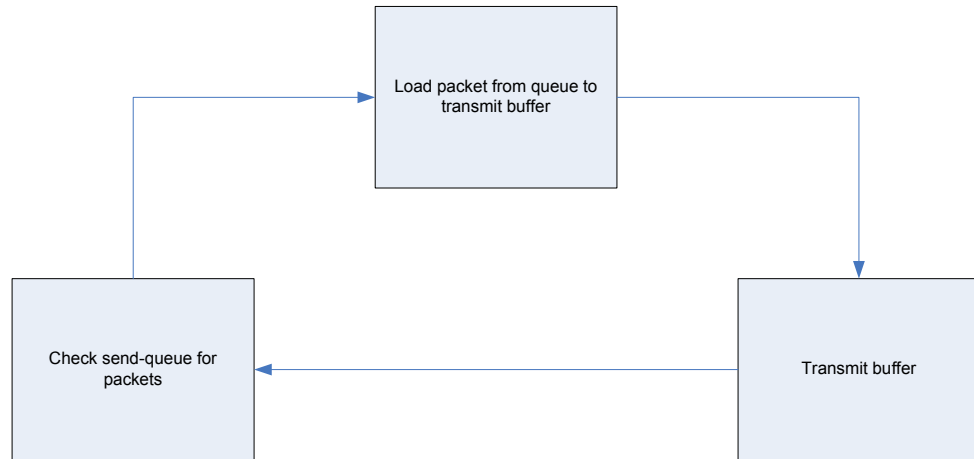 Load packet from queue to
transmit buffer
Check send-queue for
packets
Transmit buffer